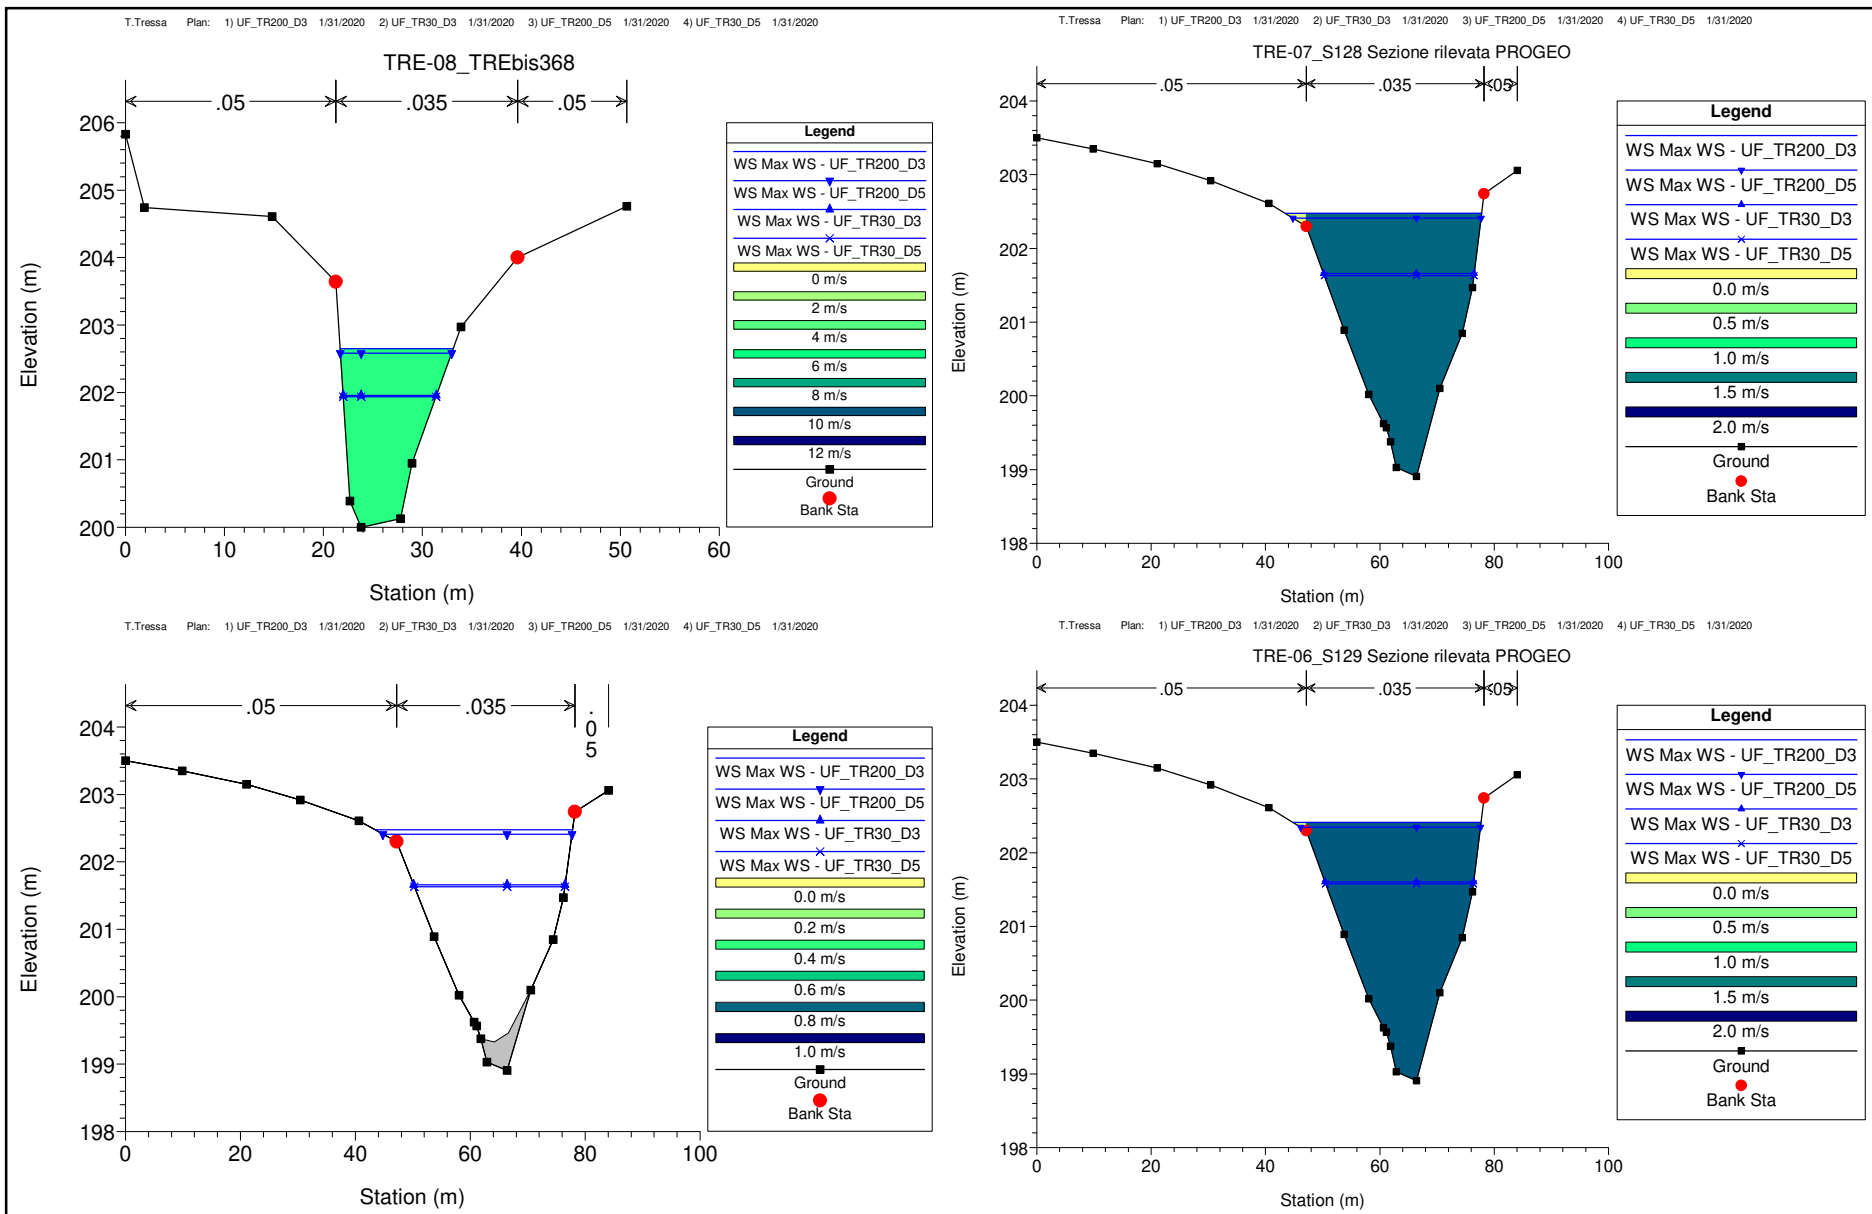 T.Tressa Plan: 1) UF_TR200_D3 1/31/2020 2) UF_TR30_D3 1/31/2020 3) UF_TR200_D5 1/31/2020 4) UF_TR30_D5 1/31/2020
TRE-08_TREbis368
.05 .035 .05
206
205
204
203
202
201
200
0 10 20 30 40 50 60
Elevation (m)
Station (m)
Legend
WS Max WS - UF_TR200_D3
WS Max WS - UF_TR200_D5
WS Max WS - UF_TR30_D3
WS Max WS - UF_TR30_D5
0 m/s
2 m/s
4 m/s
6 m/s
8 m/s
10 m/s
12 m/s
Ground
Bank Sta
T.Tressa Plan: 1) UF_TR200_D3 1/31/2020 2) UF_TR30_D3 1/31/2020 3) UF_TR200_D5 1/31/2020 4) UF_TR30_D5 1/31/2020
TRE-07_S128 Sezione rilevata PROGEO
.05 .035 .05
204
203
202
201
200
199
198
0 20 40 60 80 100
Elevation (m)
Station (m)
Legend
WS Max WS - UF_TR200_D3
WS Max WS - UF_TR200_D5
WS Max WS - UF_TR30_D3
WS Max WS - UF_TR30_D5
0.0 m/s
0.5 m/s
1.0 m/s
1.5 m/s
2.0 m/s
Ground
Bank Sta
T.Tressa Plan: 1) UF_TR200_D3 1/31/2020 2) UF_TR30_D3 1/31/2020 3) UF_TR200_D5 1/31/2020 4) UF_TR30_D5 1/31/2020
.05 .035 .
0
5
204
203
202
201
200
199
198
0 20 40 60 80 100
Elevation (m)
Station (m)
Legend
WS Max WS - UF_TR200_D3
WS Max WS - UF_TR200_D5
WS Max WS - UF_TR30_D3
WS Max WS - UF_TR30_D5
0.0 m/s
0.2 m/s
0.4 m/s
0.6 m/s
0.8 m/s
1.0 m/s
Ground
Bank Sta
T.Tressa Plan: 1) UF_TR200_D3 1/31/2020 2) UF_TR30_D3 1/31/2020 3) UF_TR200_D5 1/31/2020 4) UF_TR30_D5 1/31/2020
TRE-06_S129 Sezione rilevata PROGEO
.05 .035 .05
204
203
202
201
200
199
198
0 20 40 60 80 100
Elevation (m)
Station (m)
Legend
WS Max WS - UF_TR200_D3
WS Max WS - UF_TR200_D5
WS Max WS - UF_TR30_D3
WS Max WS - UF_TR30_D5
0.0 m/s
0.5 m/s
1.0 m/s
1.5 m/s
2.0 m/s
Ground
Bank Sta